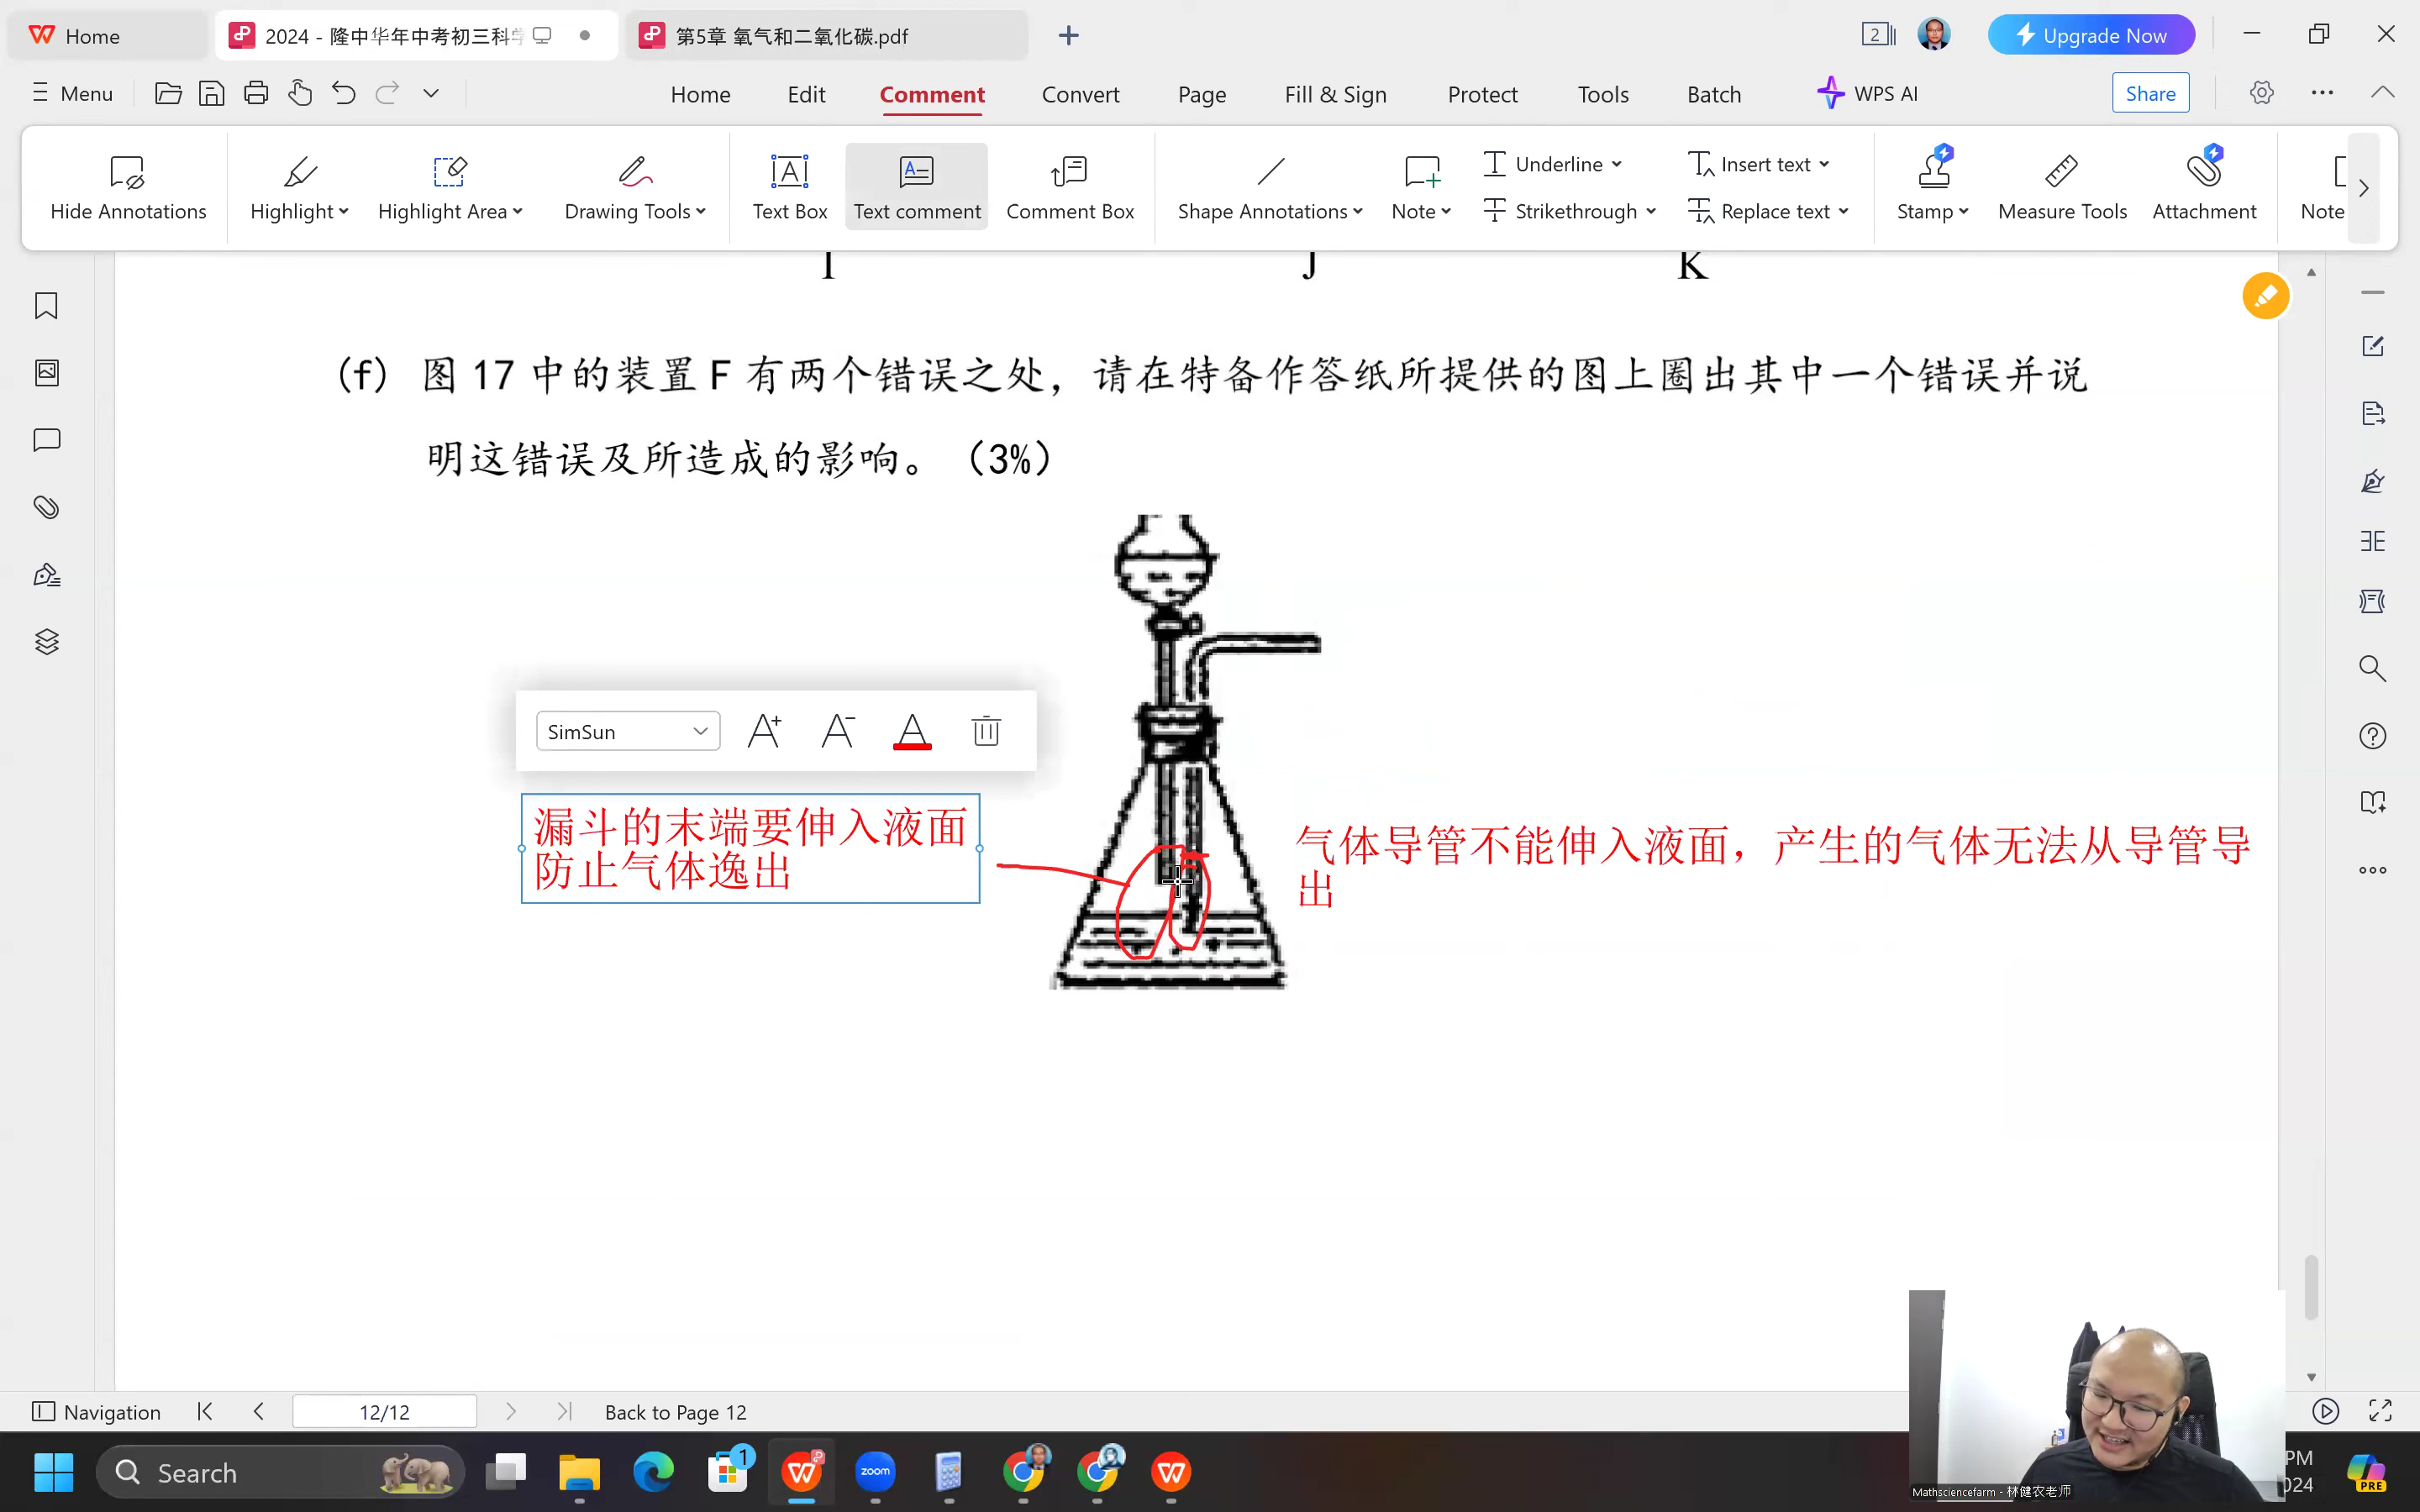 Home
2024 - 隆中华年中考初三科学
第5章 氧气和二氧化碳.pdf
2
Upgrade Now
Menu
Home
Edit
Comment
Convert
Page
Fill & Sign
Protect
Tools
Batch
WPS AI
Share
Hide Annotations
Highlight
Highlight Area
Drawing Tools
Text Box
Text comment
Comment Box
Shape Annotations
Note
Underline
Strikethrough
Insert text
Replace text
Stamp
Measure Tools
Attachment
Note
I J K
(f) 图 17 中的装置 F 有两个错误之处，请在特备作答纸所提供的图上圈出其中一个错误并说
明这错误及所造成的影响。（3%）
SimSun
漏斗的末端要伸入液面
防止气体逸出
气体导管不能伸入液面，产生的气体无法从导管导
出
Navigation
12/12
Back to Page 12
Search
1
zoom
PM
024
PRE
Mathsciencefarm - 林健农老师